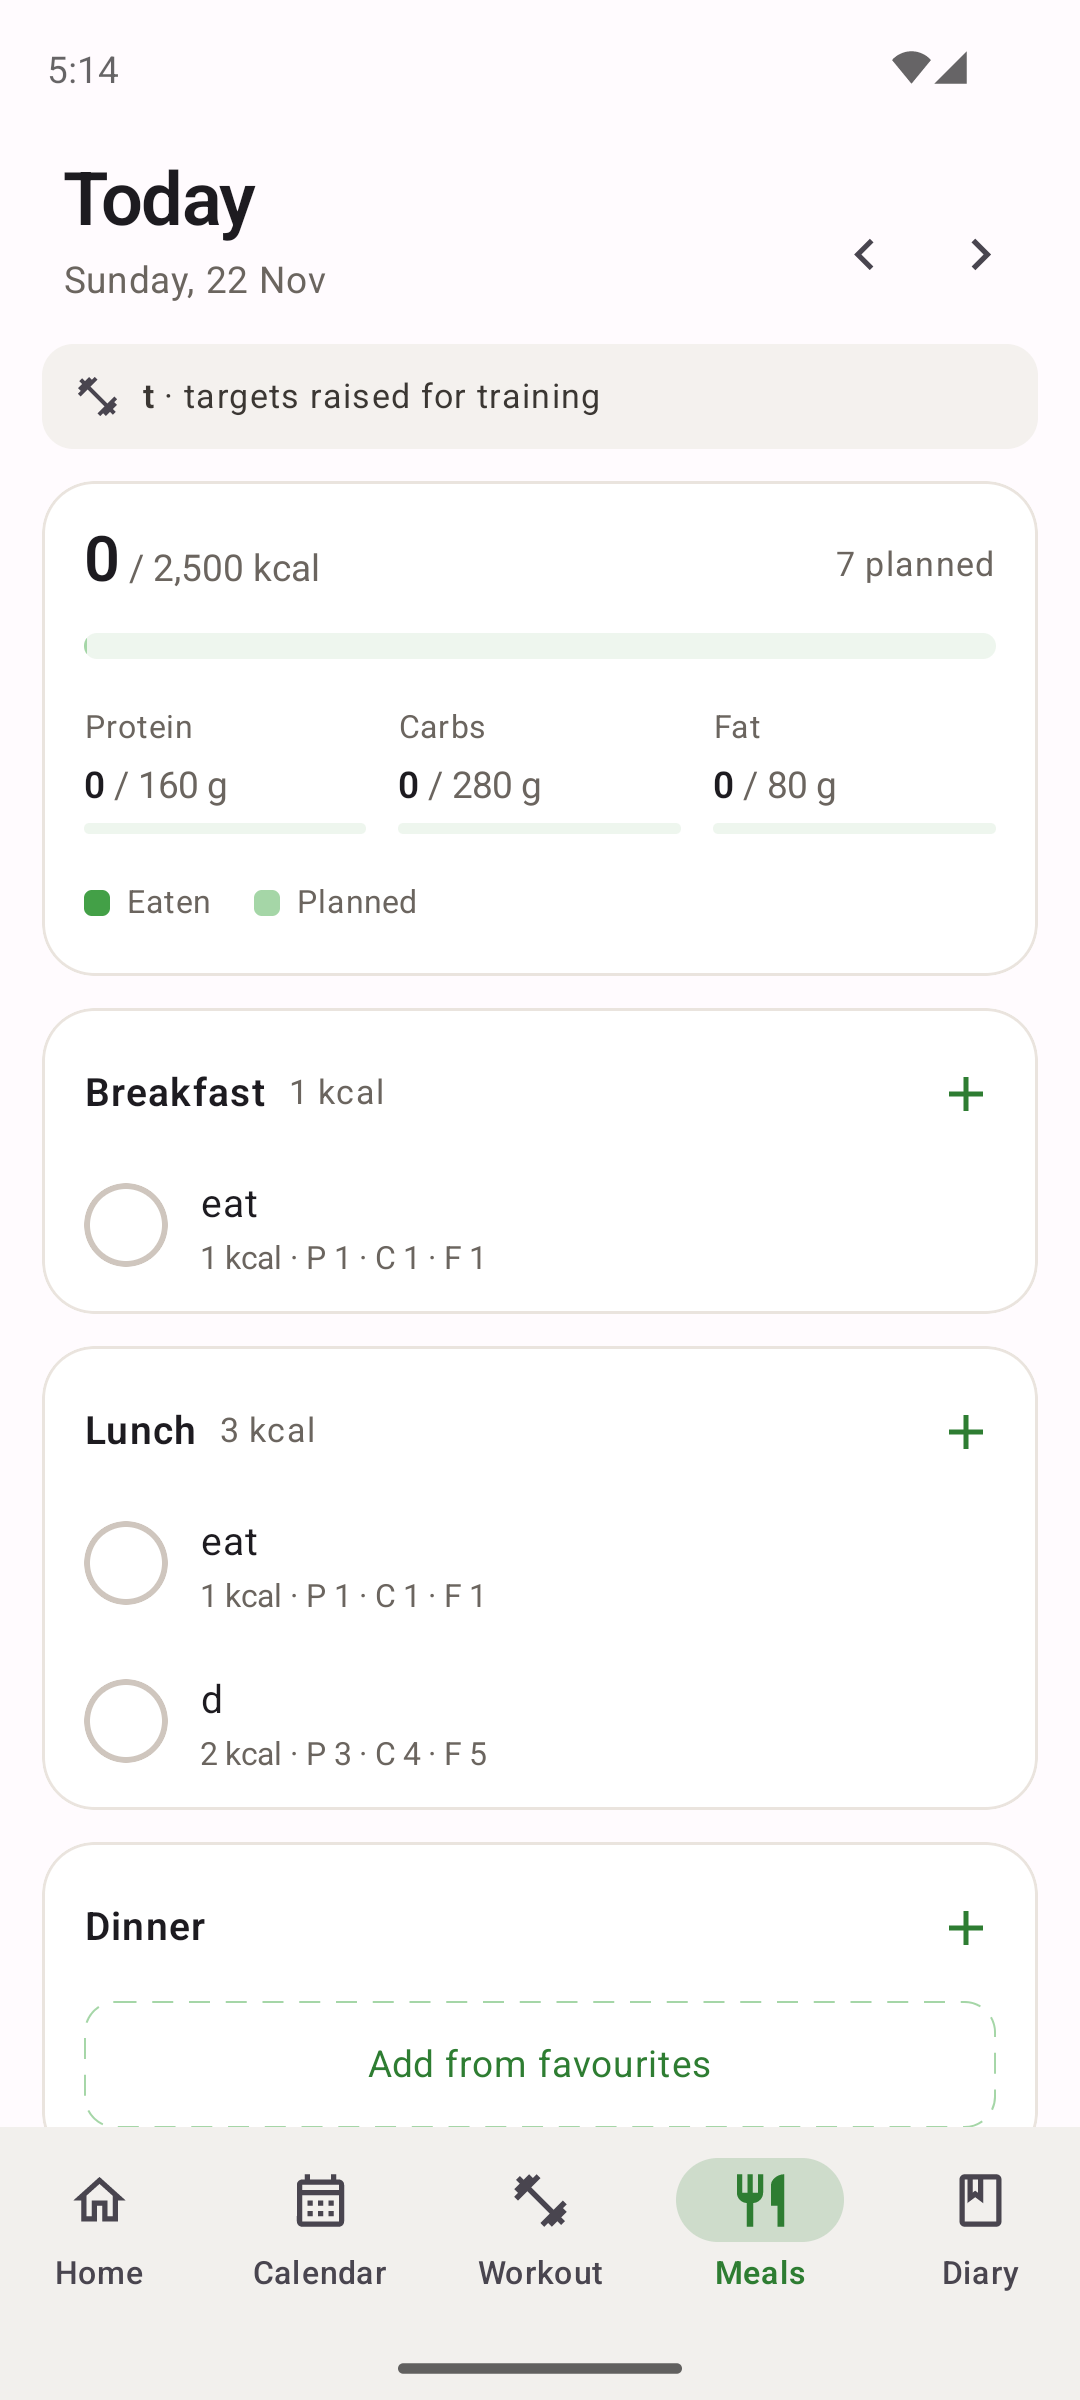 5:14
Today
Sunday, 22 Nov
t · targets raised for training
0 / 2,500 kcal
7 planned
Protein
0 / 160 g
Carbs
0 / 280 g
Fat
0 / 80 g
Eaten
Planned
Breakfast 1 kcal
eat
1 kcal · P 1 · C 1 · F 1
Lunch 3 kcal
eat
1 kcal · P 1 · C 1 · F 1
d
2 kcal · P 3 · C 4 · F 5
Dinner
Add from favourites
Home
Calendar
Workout
Meals
Diary